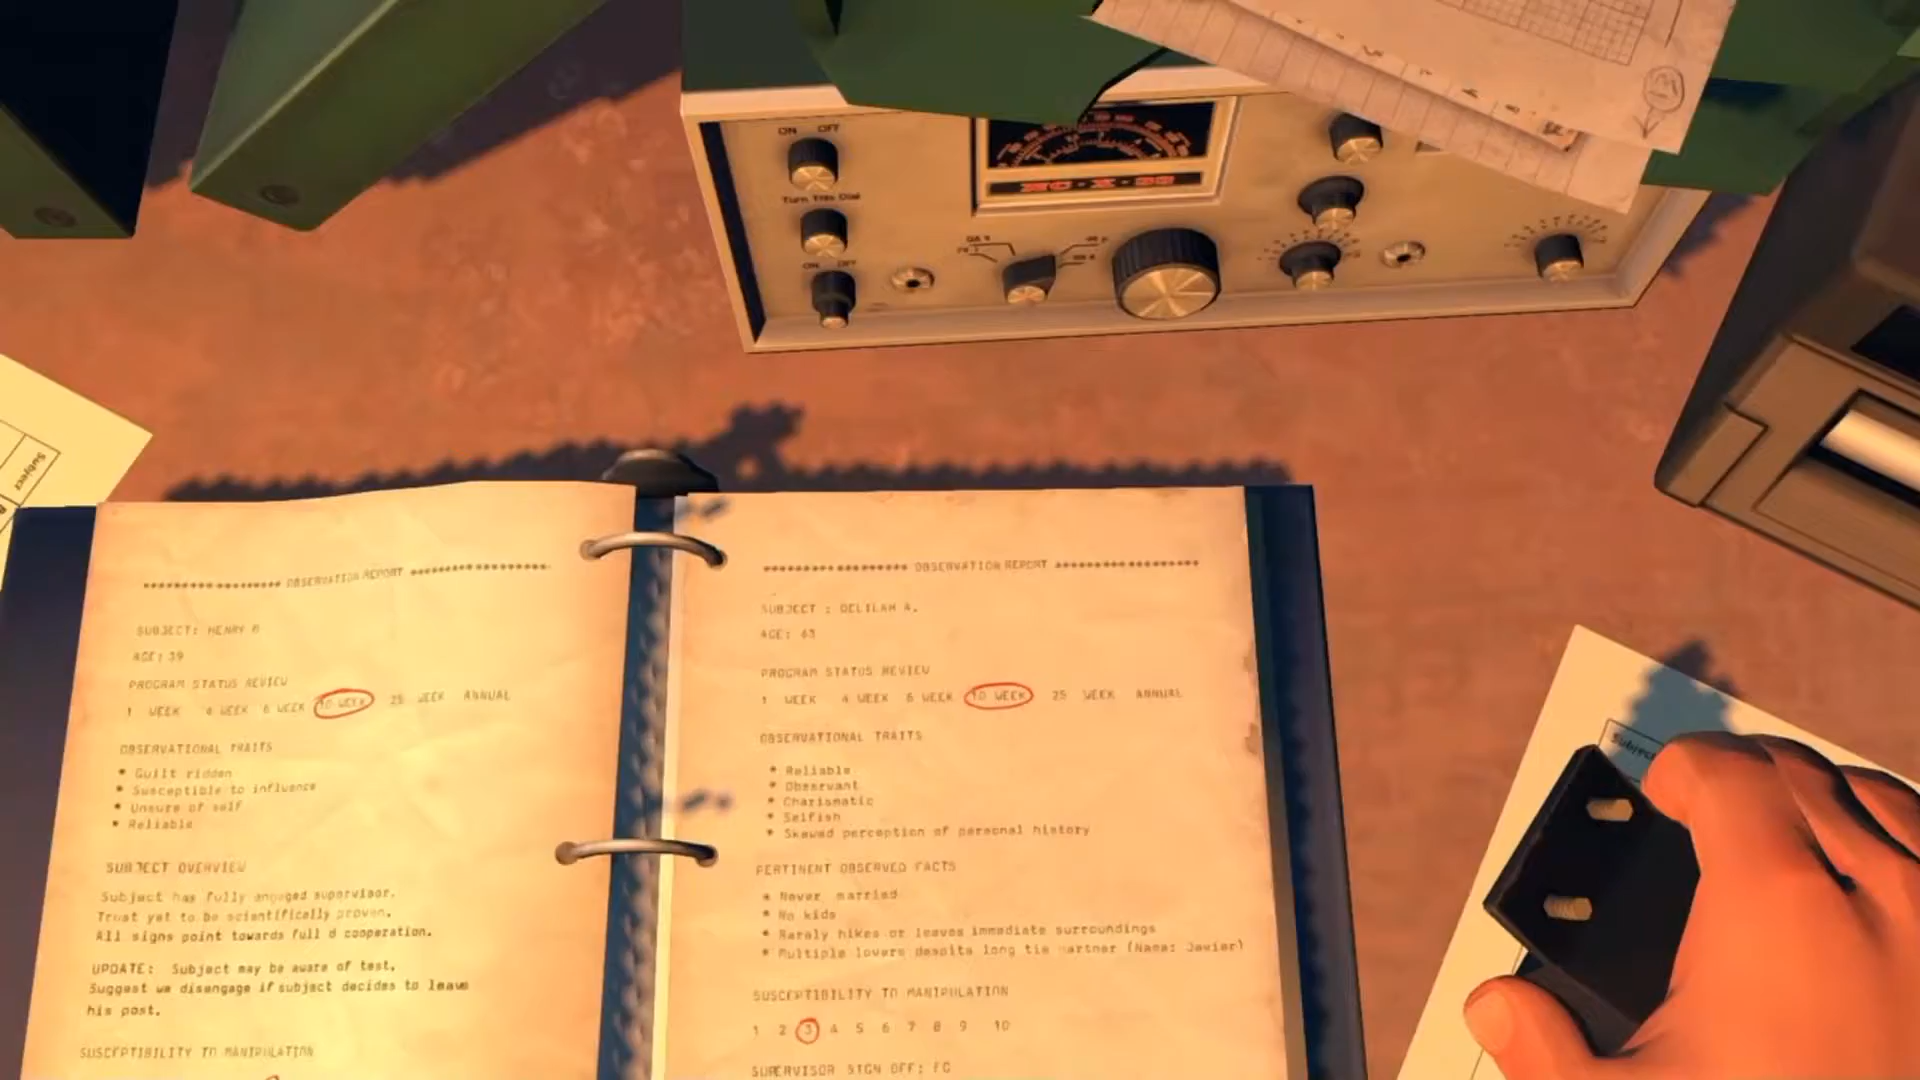 ON OFF
Turn This Dial
ON OFF
Subject
****************** OBSERVATION REPORT ******************
SUBJECT: HENRY
AGE: 39
PROGRAM STATUS REVIEW
1 WEEK 4 WEEK 6 WEEK 10 WEEK 25 WEEK ANNUAL
OBSERVATIONAL TRAITS
* Guilt ridden
* Susceptible to influence
* Unsure of self
* Reliable
SUBJECT OVERVIEW
Subject has fully engaged supervisor.
Trust yet to be scientifically proven.
All signs point towards full d cooperation.
UPDATE: Subject may be aware of test.
Suggest we disengage if subject decides to leave
his post.
SUSCEPTIBILITY TO MANIPULATION
****************** OBSERVATION REPORT ******************
SUBJECT : DELILAH A.
AGE: 43
PROGRAM STATUS REVIEW
1 WEEK 4 WEEK 6 WEEK 10 WEEK 25 WEEK ANNUAL
OBSERVATIONAL TRAITS
* Reliable
* Observant
* Charismatic
* Selfish
* Skewed perception of personal history
PERTINENT OBSERVED FACTS
* Never married
* No kids
* Rarely hikes or leaves immediate surroundings
* Multiple lovers despite long tie partner (Name: Javier)
SUSCEPTIBILITY TO MANIPULATION
1 2 3 4 5 6 7 8 9 10
SUPERVISOR SIGN OFF: FG
Subject